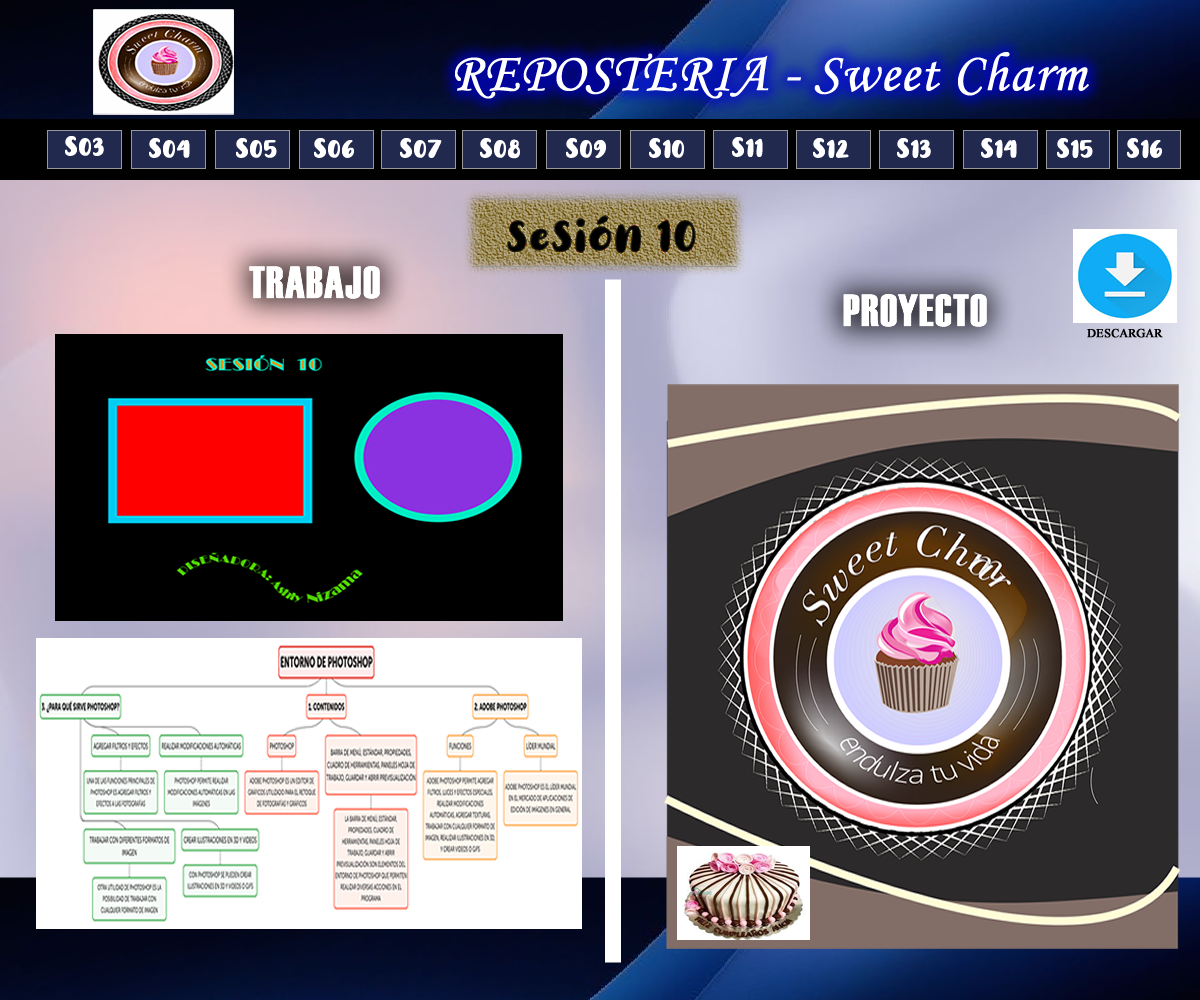 Sweet Charm
endulza tu vida
REPOSTERIA - Sweet Charm
S03 S04 S05 S06 S07 S08 S09 S10 S11 S12 S13 S14 S15 S16
SeSión 10
TRABAJO
PROYECTO
DESCARGAR
SESIÓN 10
DISEÑADORA: Ashly Nizama
ENTORNO DE PHOTOSHOP
3. ¿PARA QUÉ SIRVE PHOTOSHOP?
1. CONTENIDOS
2: ADOBE PHOTOSHOP
AGREGAR FILTROS Y EFECTOS
REALIZAR MODIFICACIONES AUTOMÁTICAS
PHOTOSHOP
BARRA DE MENÚ, ESTÁNDAR, PROPIEDADES,
CUADRO DE HERRAMIENTAS, PANELES HOJA DE
TRABAJO, GUARDAR Y ABRIR PREVISUALIZACIÓN
FUNCIONES
LÍDER MUNDIAL
UNA DE LAS FUNCIONES PRINCIPALES DE
PHOTOSHOP ES AGREGAR FILTROS Y
EFECTOS A LAS FOTOGRAFÍAS
PHOTOSHOP PERMITE REALIZAR
MODIFICACIONES AUTOMÁTICAS EN LAS
IMÁGENES
ADOBE PHOTOSHOP ES UN EDITOR DE
GRÁFICOS UTILIZADO PARA EL RETOQUE
DE FOTOGRAFÍAS Y GRÁFICOS
ADOBE PHOTOSHOP PERMITE AGREGAR
FILTROS, LUCES Y EFECTOS ESPECIALES,
REALIZAR MODIFICACIONES
AUTOMÁTICAS, AGREGAR TEXTURAS,
TRABAJAR CON CUALQUIER FORMATO DE
IMAGEN, REALIZAR ILUSTRACIONES EN 3D,
Y CREAR VIDEOS O GIFS
ADOBE PHOTOSHOP ES EL LÍDER MUNDIAL
EN EL MERCADO DE APLICACIONES DE
EDICIÓN DE IMÁGENES EN GENERAL
LA BARRA DE MENÚ, ESTÁNDAR,
PROPIEDADES, CUADRO DE
HERRAMIENTAS, PANELES HOJA DE
TRABAJO, GUARDAR Y ABRIR
PREVISUALIZACIÓN SON ELEMENTOS DEL
ENTORNO DE PHOTOSHOP QUE PERMITEN
REALIZAR DIVERSAS ACCIONES EN EL
PROGRAMA
TRABAJAR CON DIFERENTES FORMATOS DE
IMAGEN
CREAR ILUSTRACIONES EN 3D Y VIDEOS
OTRA UTILIDAD DE PHOTOSHOP ES LA
POSIBILIDAD DE TRABAJAR CON
CUALQUIER FORMATO DE IMAGEN
CON PHOTOSHOP SE PUEDEN CREAR
ILUSTRACIONES EN 3D Y VIDEOS O GIFS
Sweet Charm
endulza tu vida